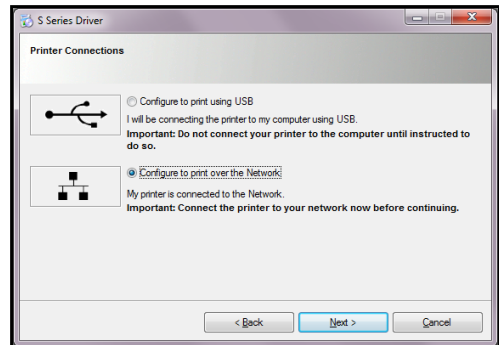 S Series Driver
Printer Connections
Configure to print using USB
I will be connecting the printer to my computer using USB.
Important: Do not connect your printer to the computer until instructed to
do so.
Configure to print over the Network
My printer is connected to the Network.
Important: Connect the printer to your network now before continuing.
< Back
Next >
Cancel